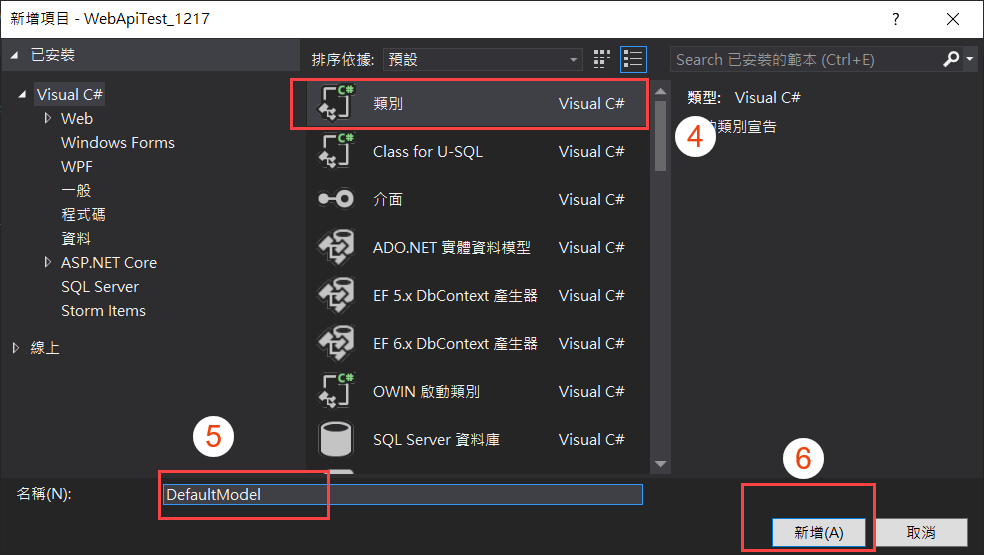 新增項目 - WebApiTest_1217
已安裝
排序依據: 預設
Search 已安裝的範本 (Ctrl+E)
Visual C#
Web
Windows Forms
WPF
一般
程式碼
資料
ASP.NET Core
SQL Server
Storm Items
線上
類別 Visual C#
Class for U-SQL Visual C#
介面 Visual C#
ADO.NET 實體資料模型 Visual C#
EF 5.x DbContext 產生器 Visual C#
EF 6.x DbContext 產生器 Visual C#
OWIN 啟動類別 Visual C#
SQL Server 資料庫 Visual C#
類型: Visual C#
類別宣告
4
5
6
名稱(N): DefaultModel
新增(A) 取消